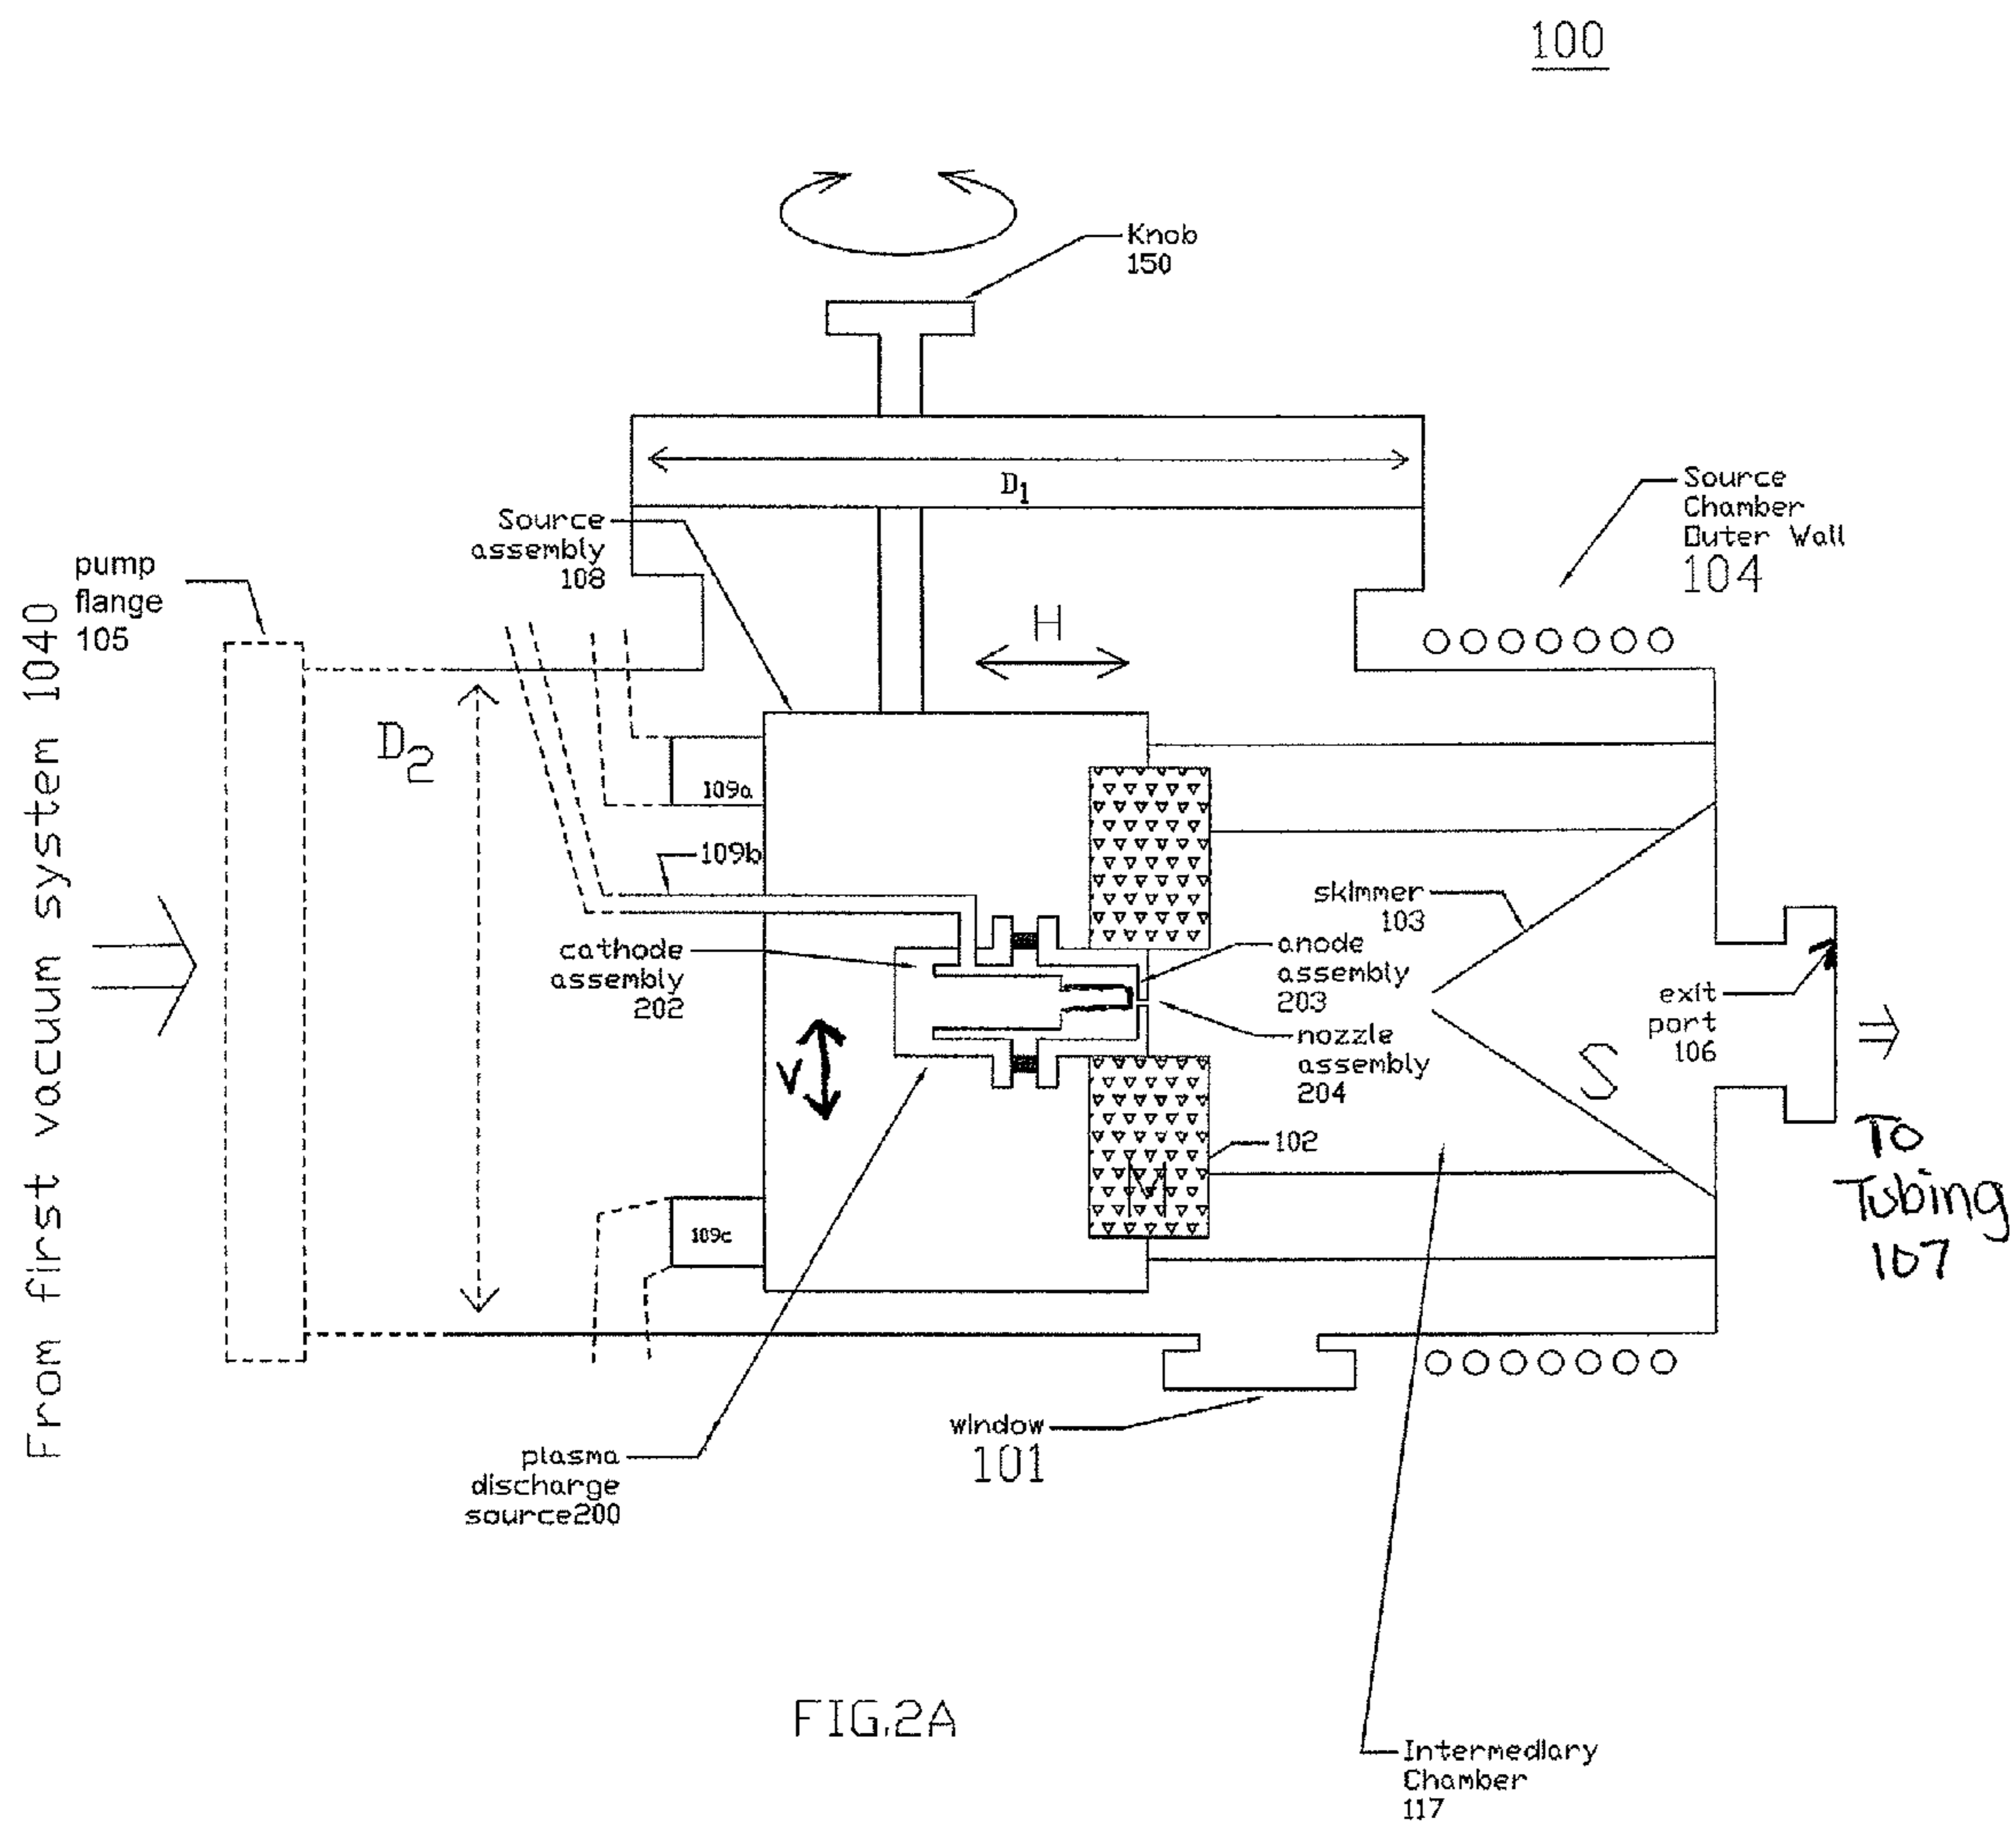 100
Knob
150
D1
Source
Chamber
Outer Wall
104
Source
assembly
108
pump
flange
105
H
From first vacuum system 1040
D2
109a
109b
skimmer
103
cathode
assembly
202
anode
assembly
203
exit
port
106
nozzle
assembly
204
S
V
102
M
To
Tubing
107
109c
window
101
plasma
discharge
source200
FIG.2A
Intermediary
Chamber
117